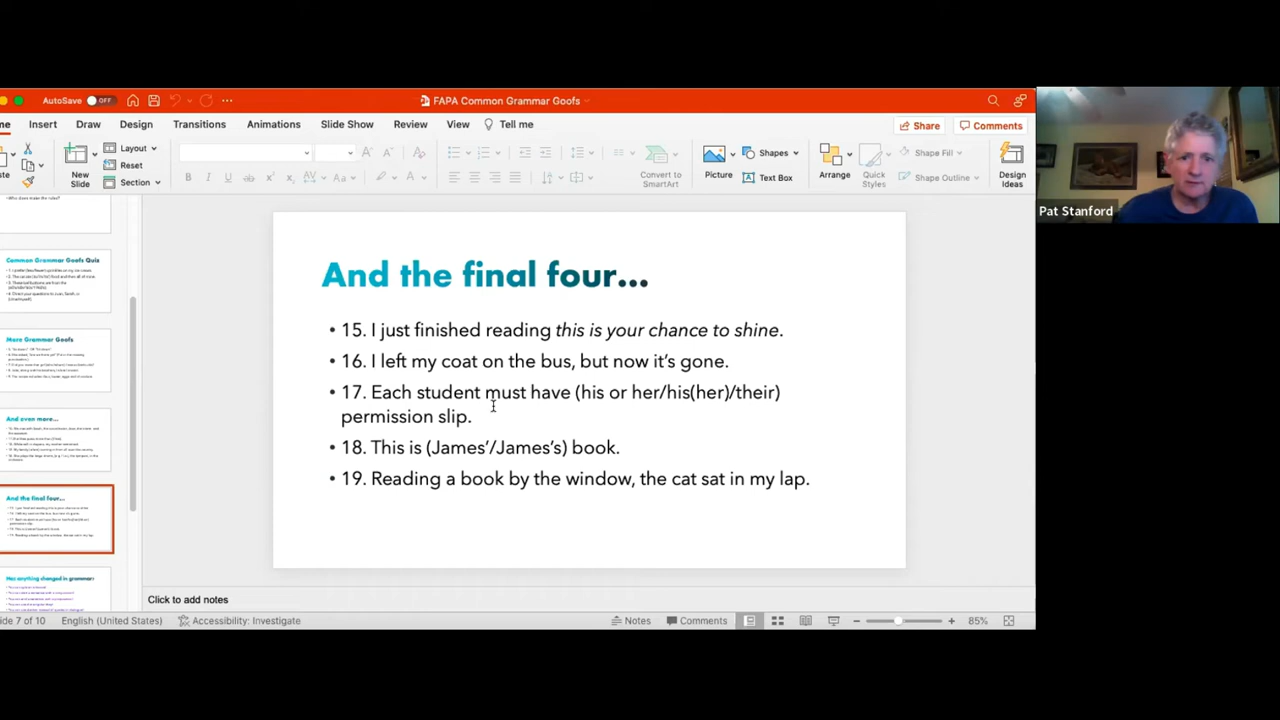 AutoSave OFF FAPA Common Grammar Goofs
me Insert Draw Design Transitions Animations Slide Show Review View Tell me Share Comments
Layout
Reset
Section
New Slide
Convert to SmartArt
Picture
Shapes
Text Box
Arrange
Quick Styles
Shape Fill
Shape Outline
Design Ideas
Pat Stanford
Common Grammar Goofs Quiz
More Grammar Goofs
And even more...
And the final four...
Has anything changed in grammar?
And the final four...
• 15. I just finished reading this is your chance to shine.
• 16. I left my coat on the bus, but now it's gone.
• 17. Each student must have (his or her/his(her)/their)
permission slip.
• 18. This is (James'/James's) book.
• 19. Reading a book by the window, the cat sat in my lap.
Click to add notes
ide 7 of 10 English (United States) Accessibility: Investigate Notes Comments 85%